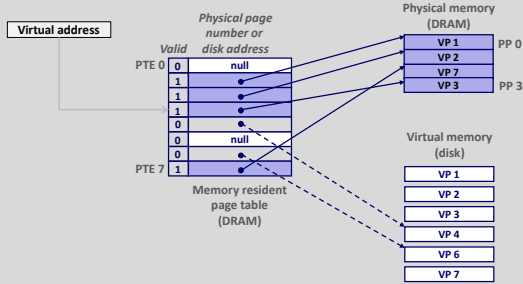 Virtual address
Physical page
number or
disk address
Valid
PTE 0
0
null
1
1
1
0
0
null
0
PTE 7
1
Memory resident
page table
(DRAM)
Physical memory
(DRAM)
VP 1
PP 0
VP 2
VP 7
VP 3
PP 3
Virtual memory
(disk)
VP 1
VP 2
VP 3
VP 4
VP 6
VP 7